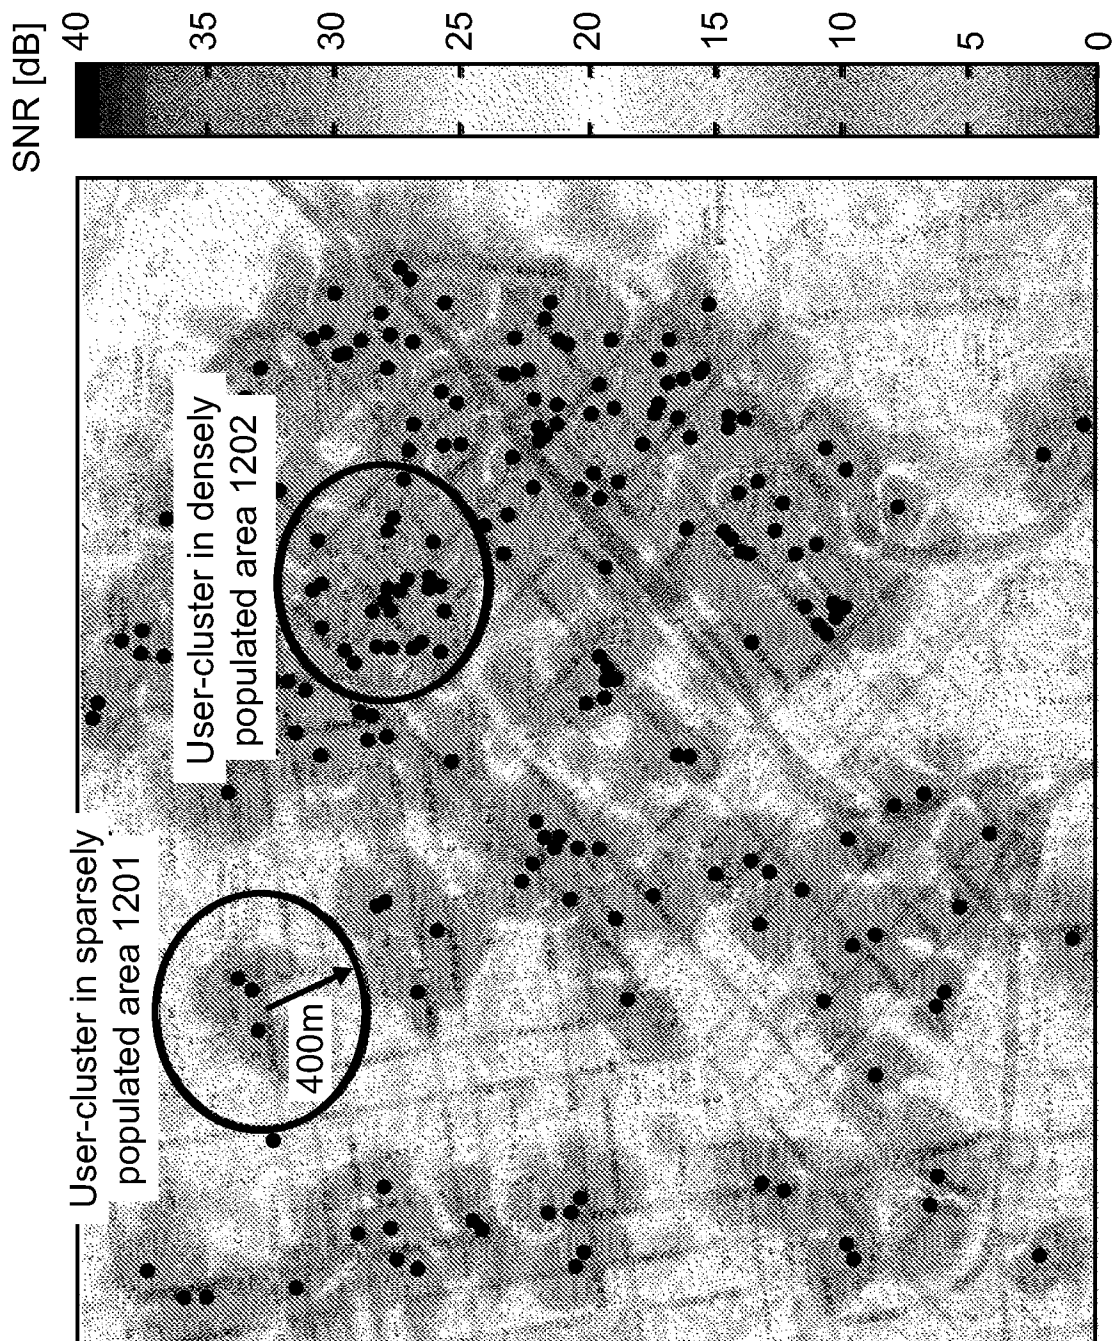 User-cluster in sparsely
populated area 1201
400m
User-cluster in densely
populated area 1202
SNR [dB]
40
35
30
25
20
15
10
5
0